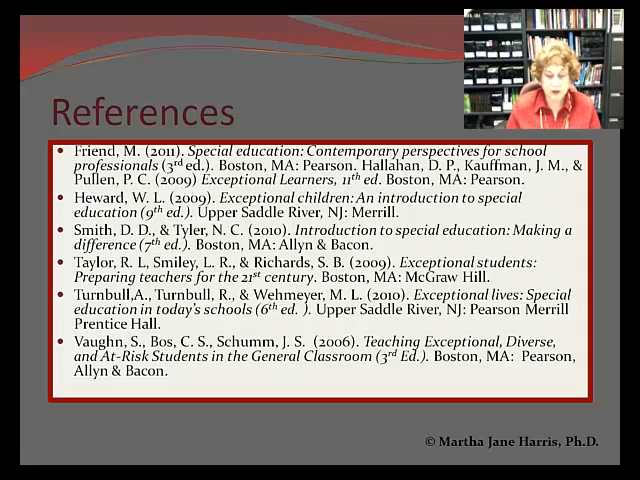 References
• Friend, M. (2011). Special education: Contemporary perspectives for school
professionals (3rd ed.). Boston, MA: Pearson. Hallahan, D. P., Kauffman, J. M., &
Pullen, P. C. (2009) Exceptional Learners, 11th ed. Boston, MA: Pearson.
• Heward, W. L. (2009). Exceptional children: An introduction to special
education (9th ed.). Upper Saddle River, NJ: Merrill.
• Smith, D. D., & Tyler, N. C. (2010). Introduction to special education: Making a
difference (7th ed.). Boston, MA: Allyn & Bacon.
• Taylor, R. L, Smiley, L. R., & Richards, S. B. (2009). Exceptional students:
Preparing teachers for the 21st century. Boston, MA: McGraw Hill.
• Turnbull,A., Turnbull, R., & Wehmeyer, M. L. (2010). Exceptional lives: Special
education in today's schools (6th ed. ). Upper Saddle River, NJ: Pearson Merrill
Prentice Hall.
• Vaughn, S., Bos, C. S., Schumm, J. S. (2006). Teaching Exceptional, Diverse,
and At-Risk Students in the General Classroom (3rd Ed.). Boston, MA: Pearson,
Allyn & Bacon.
© Martha Jane Harris, Ph.D.